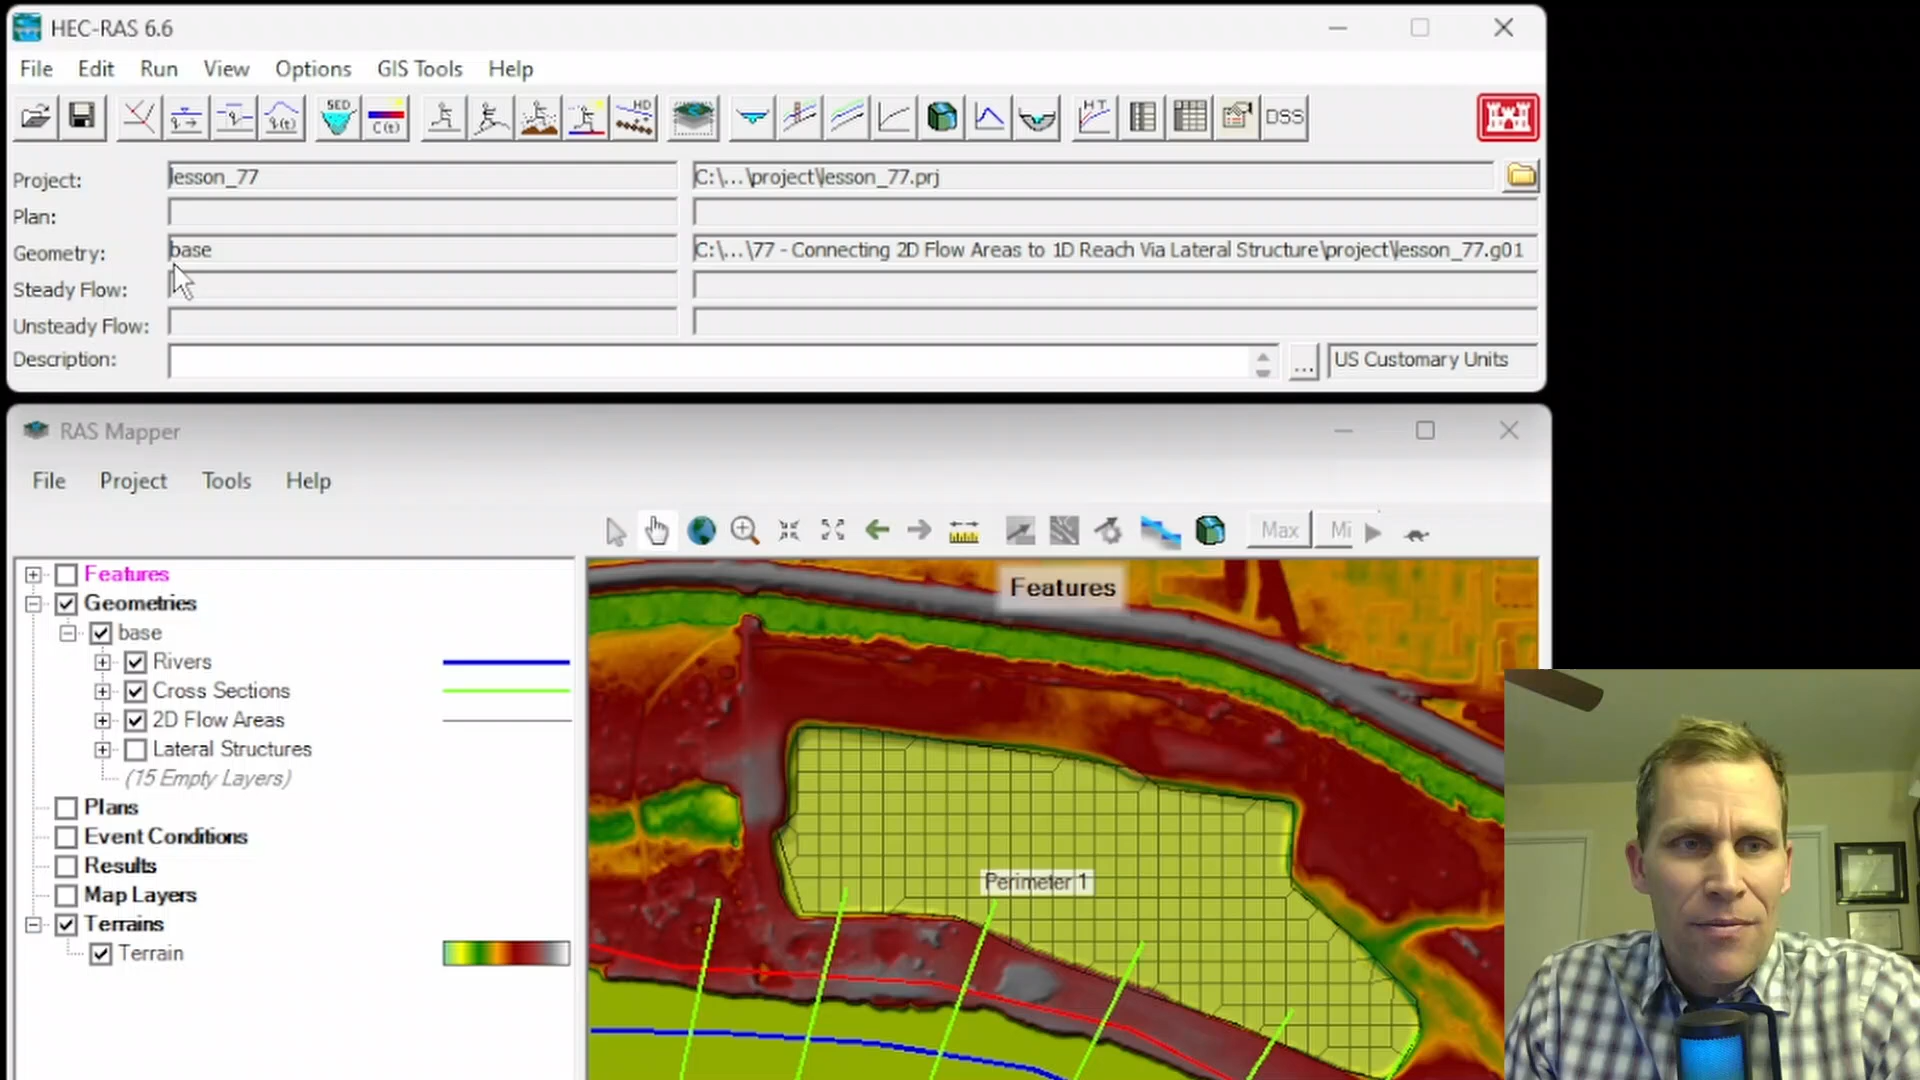 HEC-RAS 6.6
File Edit Run View Options GIS Tools Help
SED C(t) q(t) HD HT DSS
Project: lesson_77 C:\...\project\lesson_77.prj
Plan:
Geometry: base C:\...\77 - Connecting 2D Flow Areas to 1D Reach Via Lateral Structure\project\lesson_77.g01
Steady Flow:
Unsteady Flow:
Description: ... US Customary Units
RAS Mapper
File Project Tools Help
Max Mi
Features
Geometries
base
Rivers
Cross Sections
2D Flow Areas
Lateral Structures
(15 Empty Layers)
Plans
Event Conditions
Results
Map Layers
Terrains
Terrain
Features
Perimeter 1